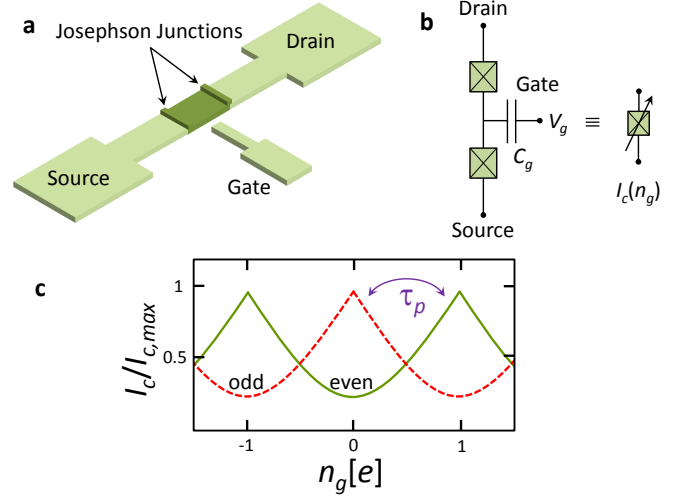 a
Josephson Junctions
Drain
Source
Gate
b
Drain
Gate
V_g
≡
C_g
Source
I_c(n_g)
c
I_c/I_{c,max}
1
0.5
τ_p
odd
even
-1
0
1
n_g[e]